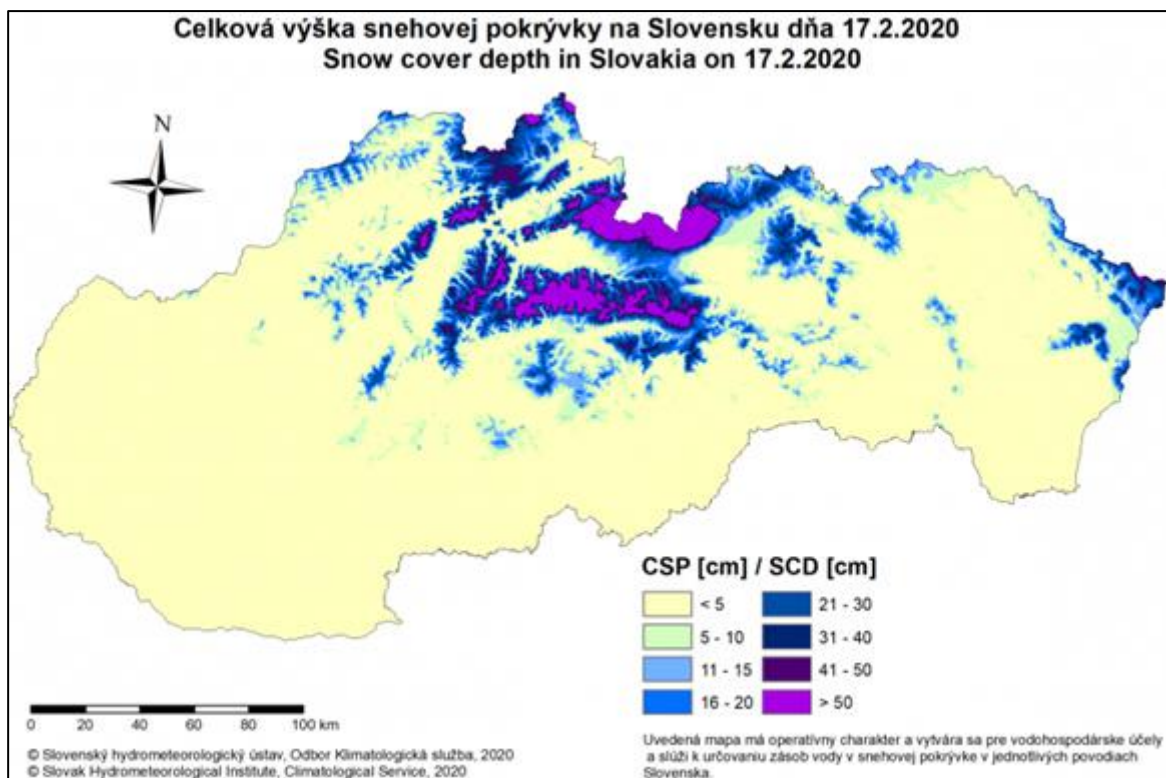 Celková výška snehovej pokrývky na Slovensku dňa 17.2.2020
Snow cover depth in Slovakia on 17.2.2020
N
CSP [cm] / SCD [cm]
< 5
5 - 10
11 - 15
16 - 20
21 - 30
31 - 40
41 - 50
> 50
0 20 40 60 80 100 km
© Slovenský hydrometeorologický ústav, Odbor Klimatologická služba, 2020
© Slovak Hydrometeorological Institute, Climatological Service, 2020
Uvedená mapa má operatívny charakter a vytvára sa pre vodohospodárske účely
a slúži k určovaniu zásob vody v snehovej pokrývke v jednotlivých povodiach
Slovenska.